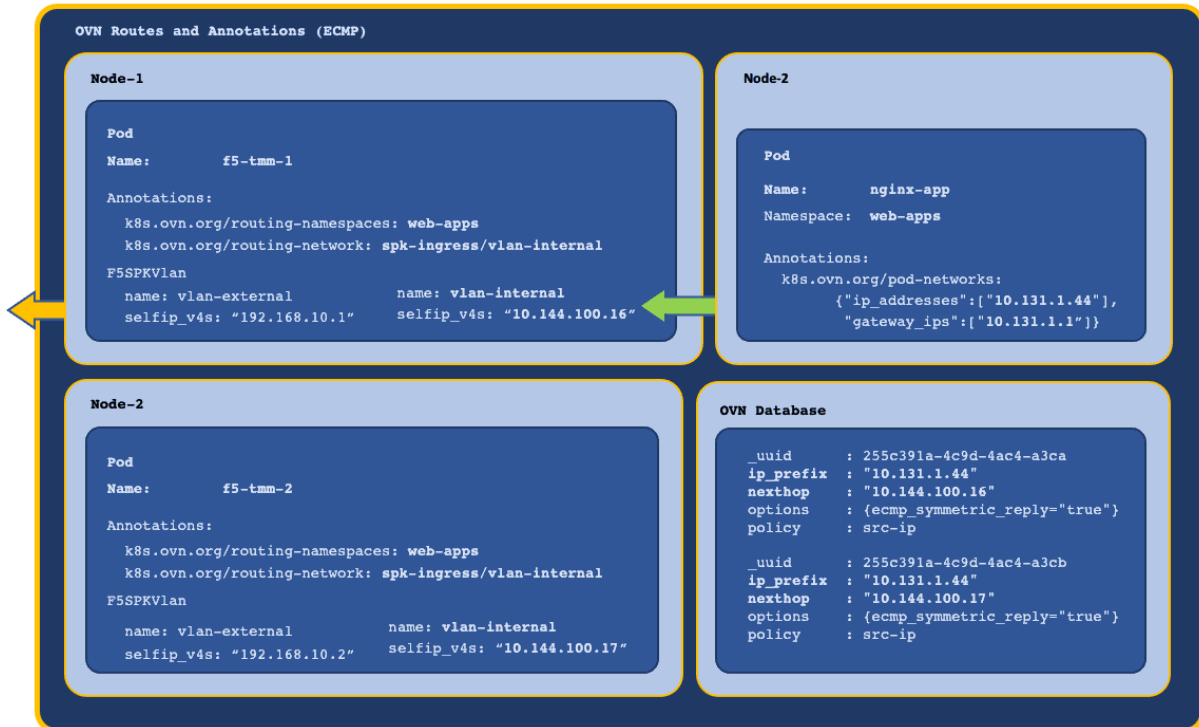 OVN Routes and Annotations (ECMP)
Node-1
Pod
Name: f5-tmm-1
Annotations:
k8s.ovn.org/routing-namespaces: web-apps
k8s.ovn.org/routing-network: spk-ingress/vlan-internal
F5SPKVlan
name: vlan-external
selfip_v4s: “192.168.10.1”
name: vlan-internal
selfip_v4s: “10.144.100.16”
Node-2
Pod
Name: nginx-app
Namespace: web-apps
Annotations:
k8s.ovn.org/pod-networks:
{"ip_addresses":["10.131.1.44"],
"gateway_ips":["10.131.1.1”]}
Node-2
Pod
Name: f5-tmm-2
Annotations:
k8s.ovn.org/routing-namespaces: web-apps
k8s.ovn.org/routing-network: spk-ingress/vlan-internal
F5SPKVlan
name: vlan-external
selfip_v4s: “192.168.10.2”
name: vlan-internal
selfip_v4s: “10.144.100.17”
OVN Database
_uuid : 255c391a-4c9d-4ac4-a3ca
ip_prefix : "10.131.1.44"
nexthop : "10.144.100.16"
options : {ecmp_symmetric_reply="true"}
policy : src-ip
_uuid : 255c391a-4c9d-4ac4-a3cb
ip_prefix : "10.131.1.44"
nexthop : "10.144.100.17"
options : {ecmp_symmetric_reply="true"}
policy : src-ip